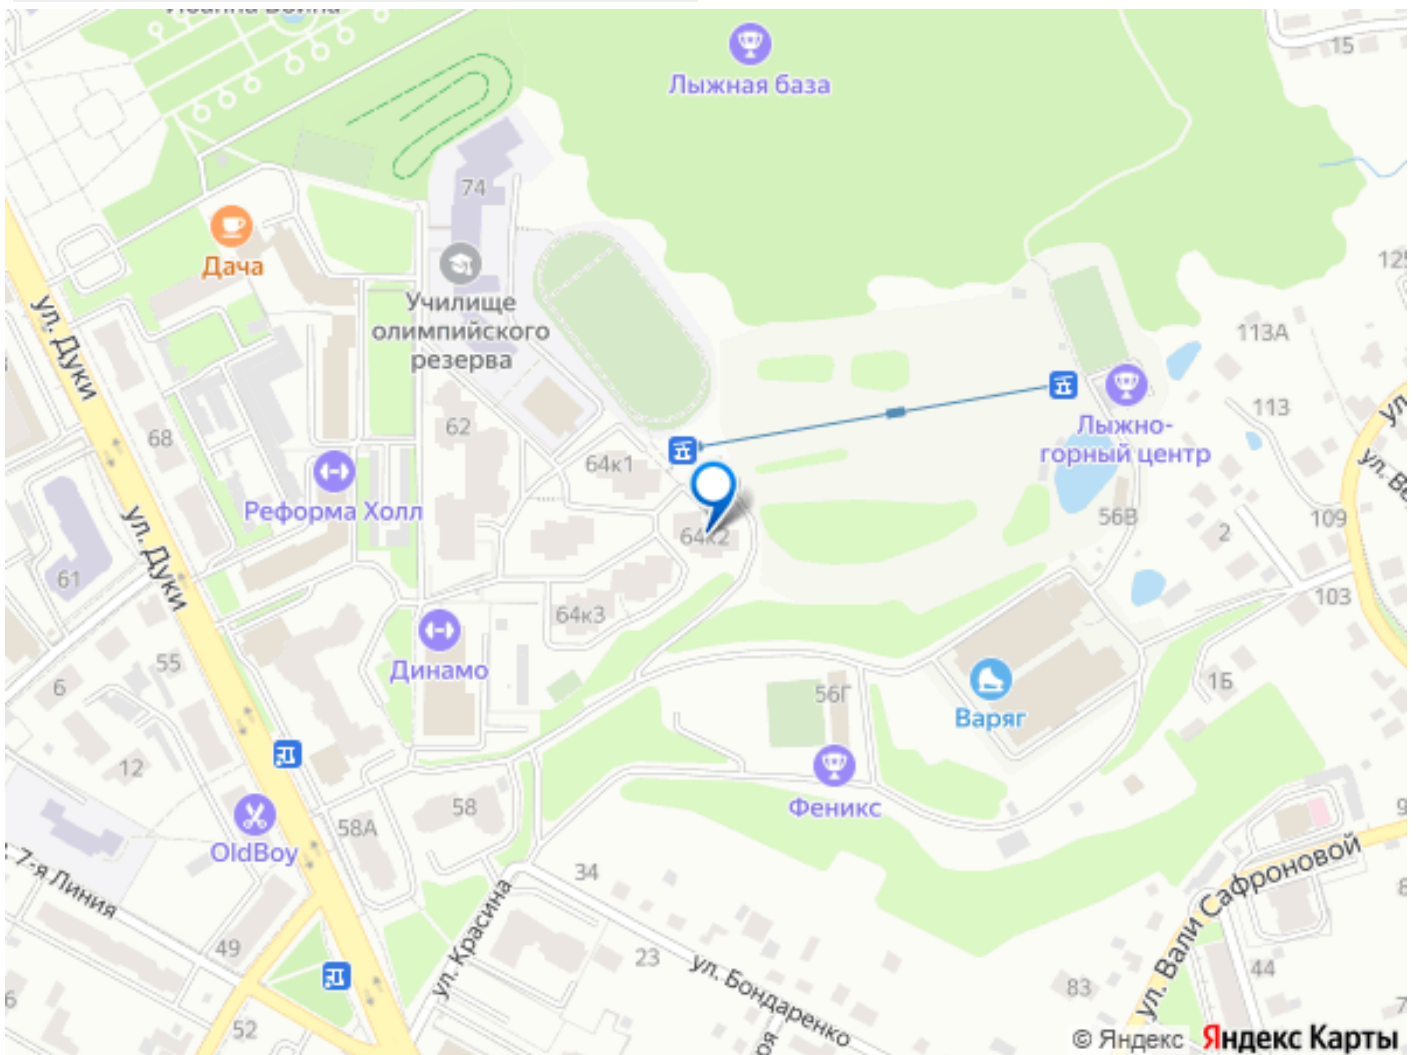 Иоанна Воина
15
Лыжная база
74
Дача
Училище
олимпийского
резерва
ул. Дуки
68
62
64к1
Реформа Холл
ул. Дуки
61
64к2
64к3
Динамо
55
6
12
OldBoy
58А
58
7-я Линия
49
52
ул. Красина
34
23
ул. Бондаренко
56Г
Феникс
Варяг
Лыжно-
горный центр
56В
113А
113
109
2
103
1Б
ул. Вали Сафроновой
44
83
© Яндекс Яндекс Карты